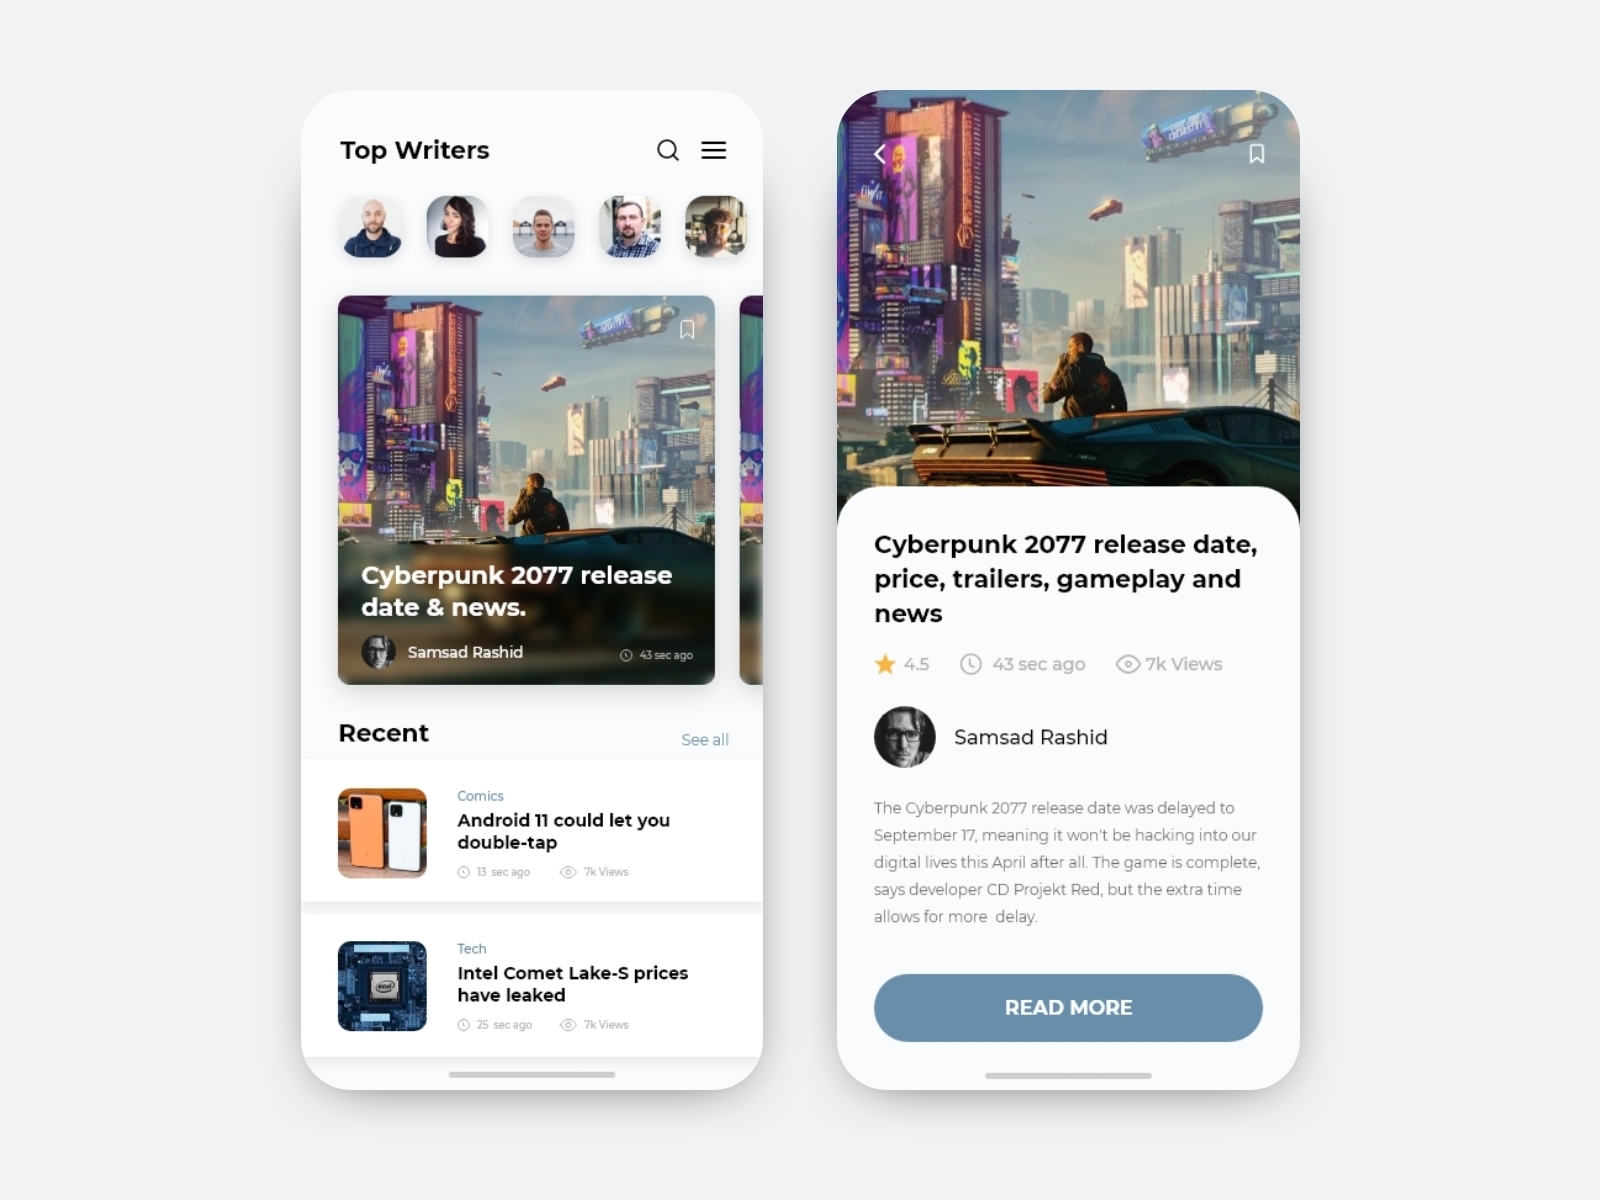 Top Writers
Cyberpunk 2077 release
date & news.
Samsad Rashid
43 sec ago
Recent
See all
Comics
Android 11 could let you
double-tap
13 sec ago
7k Views
intel
Tech
Intel Comet Lake-S prices
have leaked
25 sec ago
7k Views
Cyberpunk 2077 release date,
price, trailers, gameplay and
news
4.5
43 sec ago
7k Views
Samsad Rashid
The Cyberpunk 2077 release date was delayed to
September 17, meaning it won't be hacking into our
digital lives this April after all. The game is complete,
says developer CD Projekt Red, but the extra time
allows for more  delay.
READ MORE